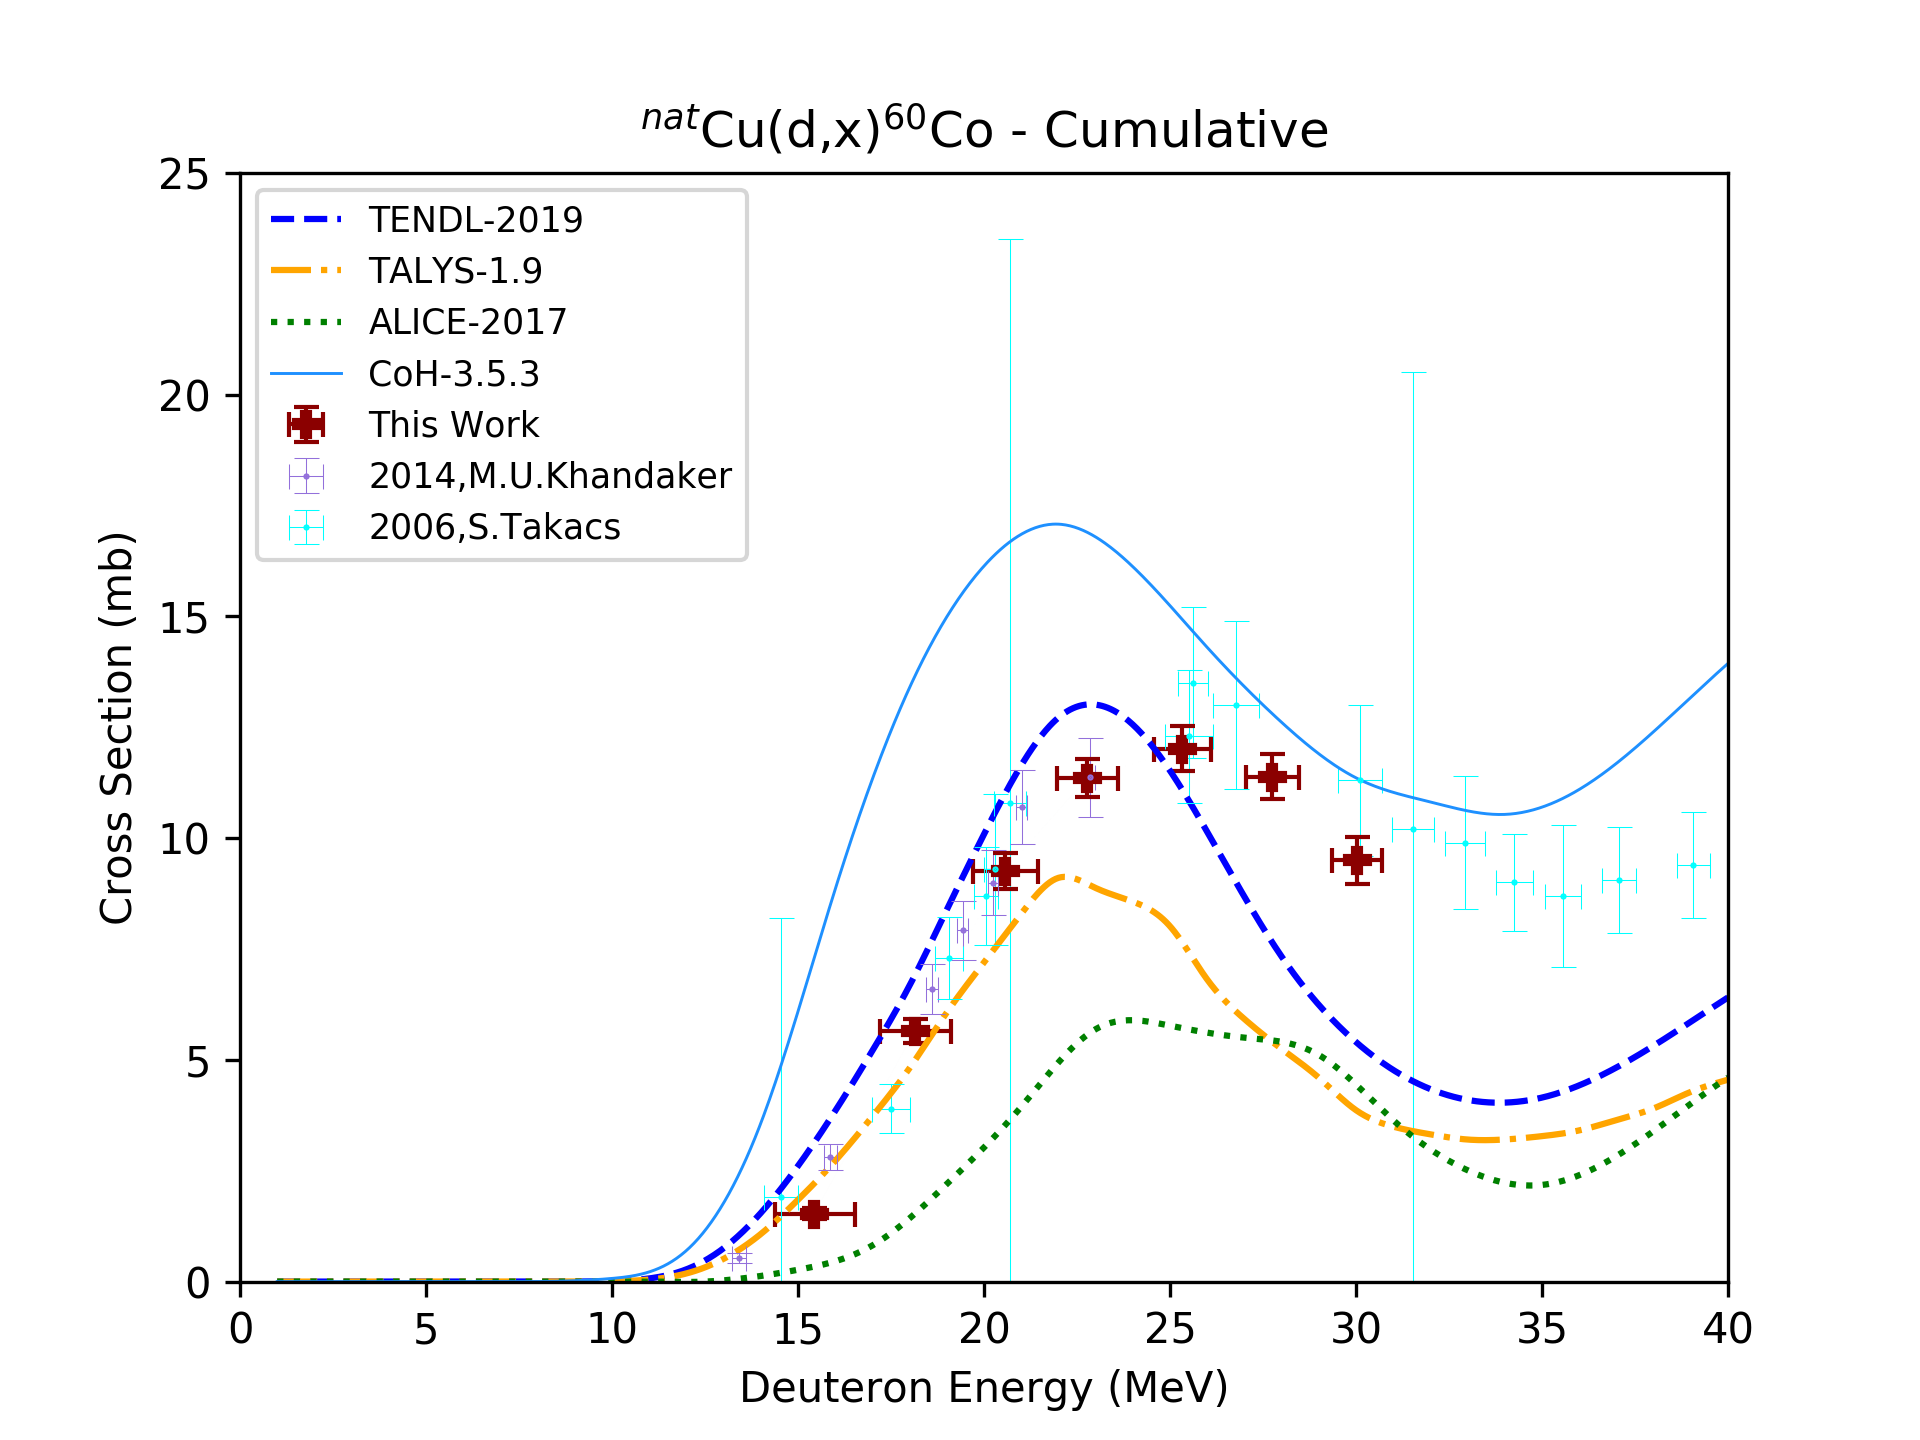 natCu(d,x)60Co - Cumulative
25
20
15
10
5
0
Cross Section (mb)
TENDL-2019
TALYS-1.9
ALICE-2017
CoH-3.5.3
This Work
2014,M.U.Khandaker
2006,S.Takacs
0 5 10 15 20 25 30 35 40
Deuteron Energy (MeV)